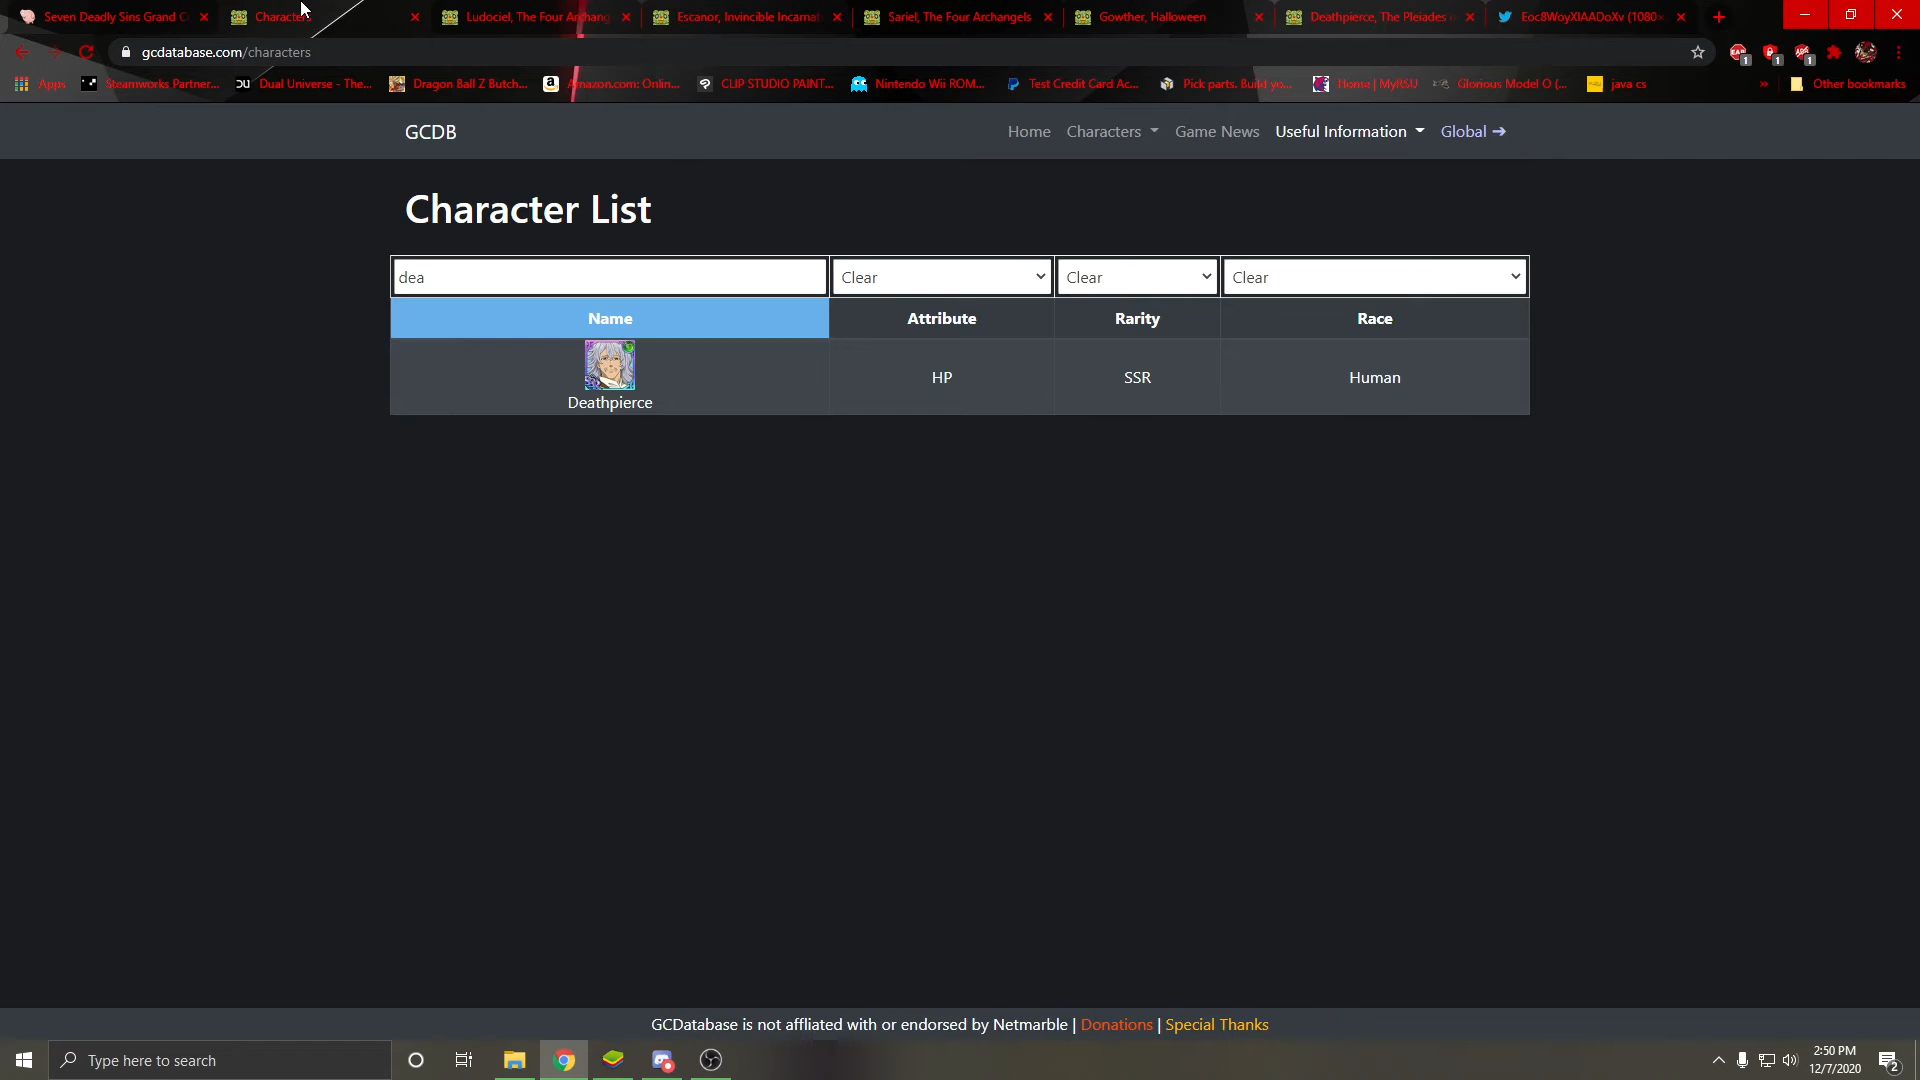 Seven Deadly Sins Grand C
Characters
Ludociel, The Four Archang
Escanor, Invincible Incarnat
Sariel, The Four Archangels
Gowther, Halloween
Deathpierce, The Pleiades
Eoc8WoyXIAADoXv (1080×
gcdatabase.com/characters
Apps
Steamworks Partner...
Dual Universe - The...
Dragon Ball Z Butch...
Amazon.com: Onlin...
CLIP STUDIO PAINT...
Nintendo Wii ROM...
Test Credit Card Ac...
Pick parts. Build yo...
Home | MyRSU
Glorious Model O (...
java cs
»
Other bookmarks
GCDB
Home
Characters
Game News
Useful Information
Global ➔
Character List
dea
Clear
Clear
Clear
Name
Attribute
Rarity
Race
Deathpierce
HP
SSR
Human
GCDatabase is not affliated with or endorsed by Netmarble | Donations | Special Thanks
Type here to search
2:50 PM
12/7/2020
2